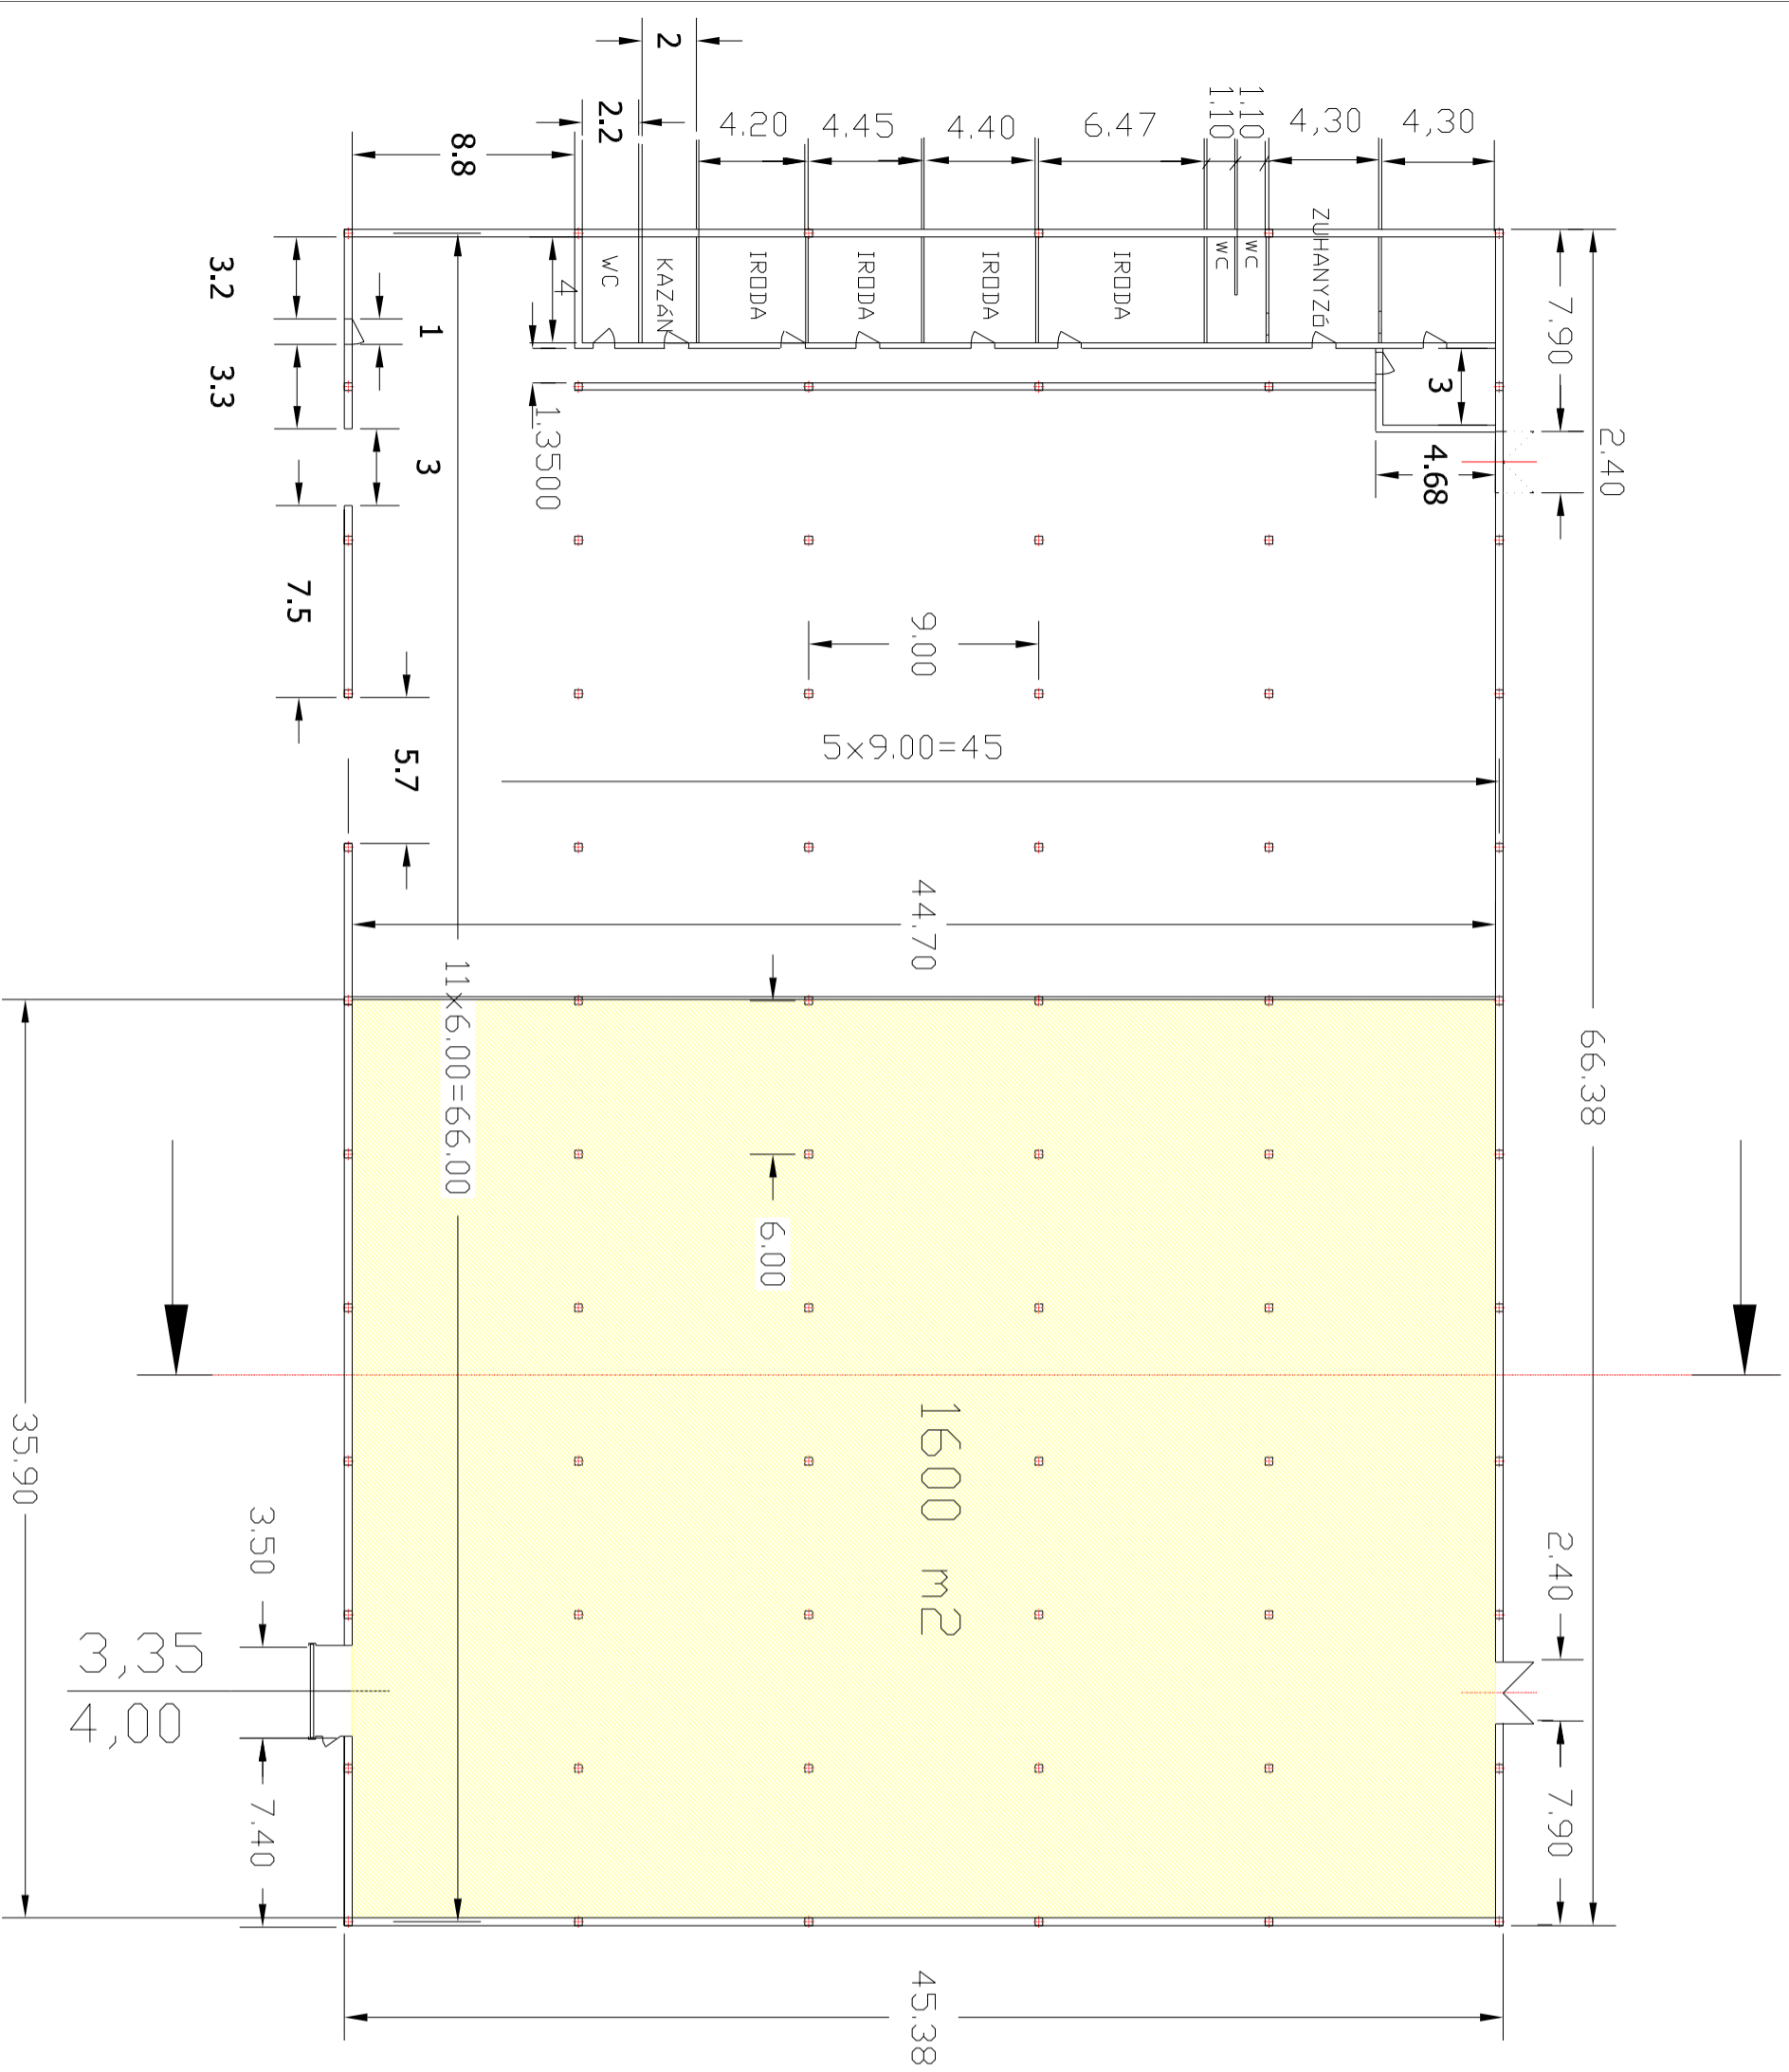 2
2.2
8.8
4.20
4.45
4.40
6.47
1.10
1.10
4,30
4,30
WC
KAZÁN
IRODA
IRODA
IRODA
IRODA
WC
WC
ZUHANYZÓ
4
3.2
1
3.3
3
7.5
5.7
1.3500
3
4.68
7.90
2.40
9.00
5x9.00=45
44.70
11x6.00=66.00
66.38
6.00
1600 m2
35.90
3.50
3,35
4,00
7.40
2.40
7.90
45.38